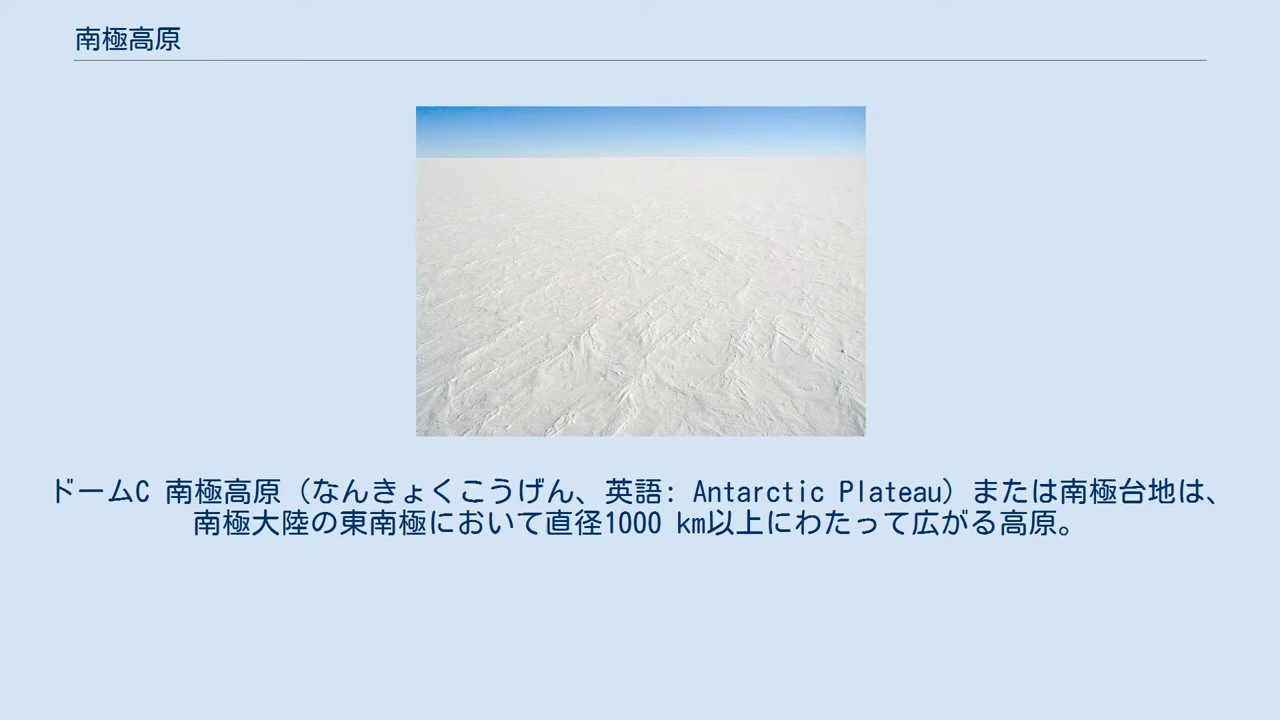 南極高原
ドームC 南極高原（なんきょくこうげん、英語: Antarctic Plateau）または南極台地は、
南極大陸の東南極において直径1000 km以上にわたって広がる高原。